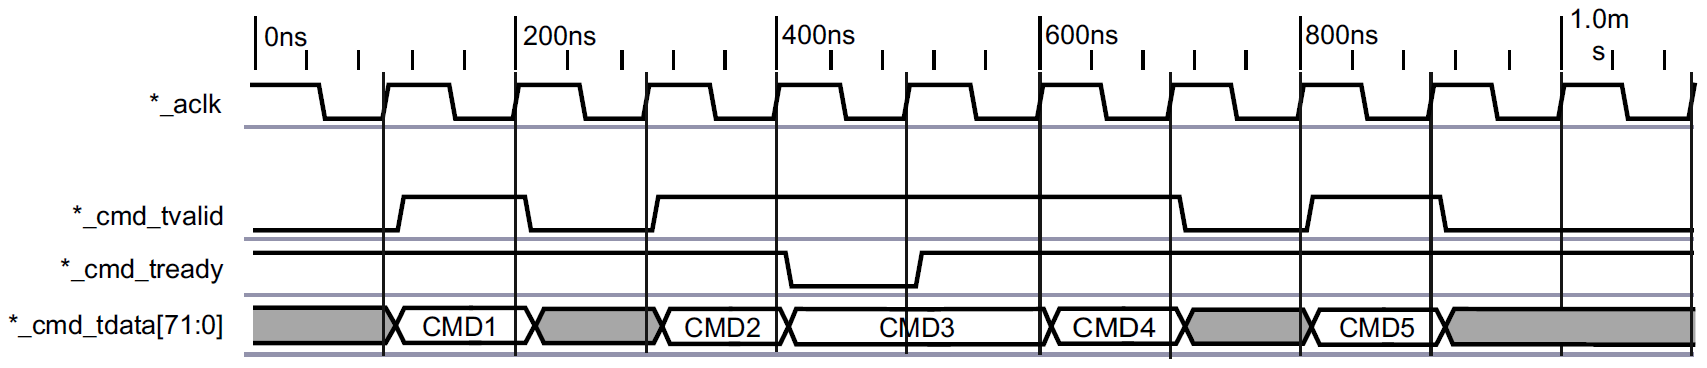 0ns 200ns 400ns 600ns 800ns 1.0m
s
*_aclk
*_cmd_tvalid
*_cmd_tready
*_cmd_tdata[71:0] CMD1 CMD2 CMD3 CMD4 CMD5